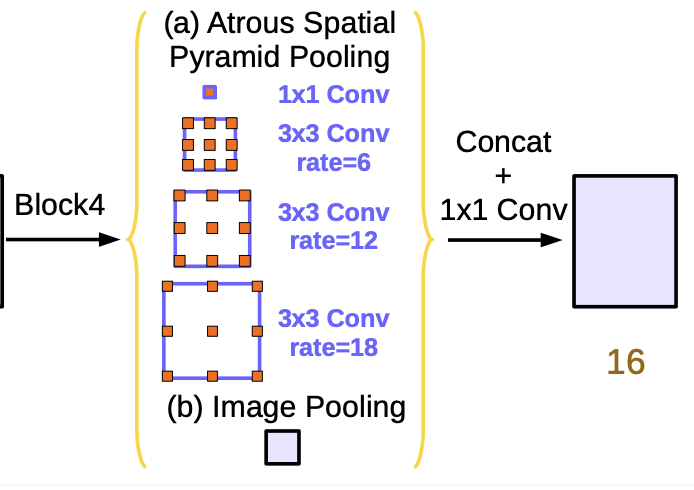 (a) Atrous Spatial
Pyramid Pooling
1x1 Conv
3x3 Conv
rate=6
3x3 Conv
rate=12
3x3 Conv
rate=18
(b) Image Pooling
Block4
Concat
+
1x1 Conv
16